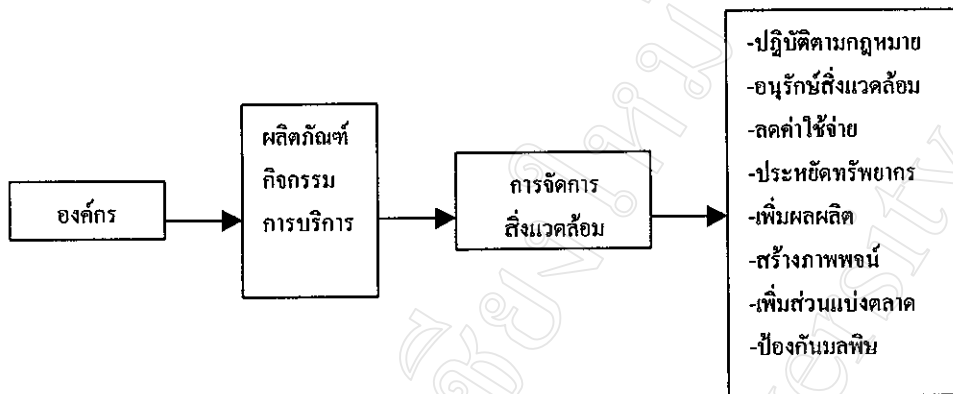 องค์กร
ผลิตภัณฑ์
กิจกรรม
การบริการ
การจัดการ
สิ่งแวดล้อม
-ปฏิบัติตามกฎหมาย
-อนุรักษ์สิ่งแวดล้อม
-ลดค่าใช้จ่าย
-ประหยัดทรัพยากร
-เพิ่มผลผลิต
-สร้างภาพพจน์
-เพิ่มส่วนแบ่งตลาด
-ป้องกันมลพิษ